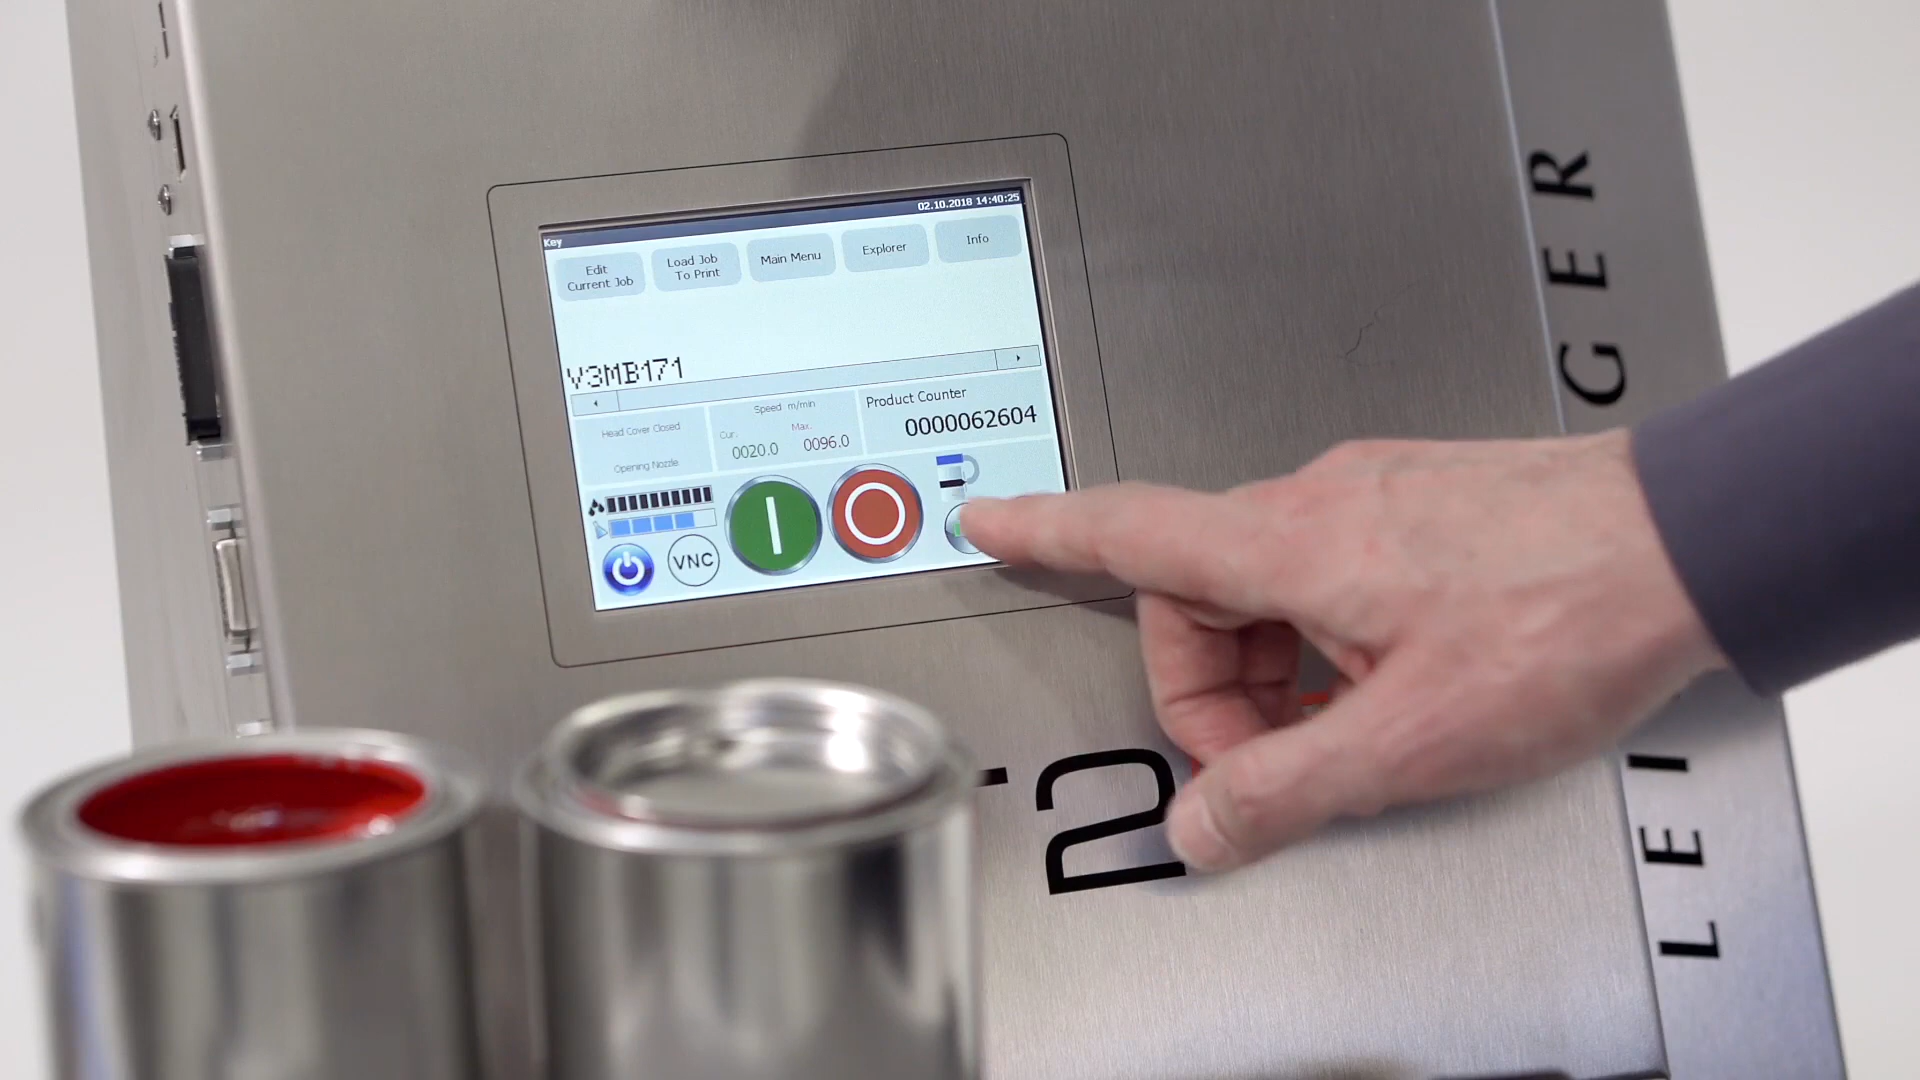 02.10.2018 14:40:25
Key
Edit
Current Job
Load Job
To Print
Main Menu
Explorer
Info
V3MB171
Head Cover Closed
Opening Nozzle
Speed m/min
Cur.
Max.
0020.0
0096.0
Product Counter
0000062604
VNC
2
LEI
GER